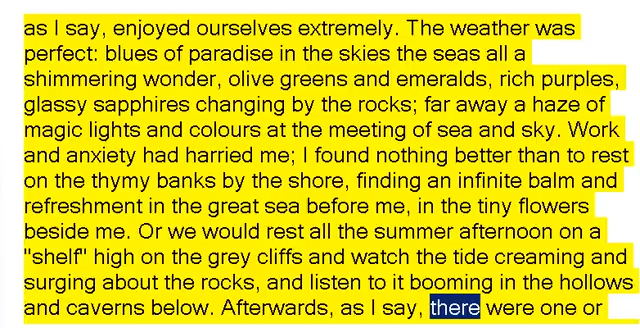 as I say, enjoyed ourselves extremely. The weather was
perfect: blues of paradise in the skies the seas all a
shimmering wonder, olive greens and emeralds, rich purples,
glassy sapphires changing by the rocks; far away a haze of
magic lights and colours at the meeting of sea and sky. Work
and anxiety had harried me; I found nothing better than to rest
on the thymy banks by the shore, finding an infinite balm and
refreshment in the great sea before me, in the tiny flowers
beside me. Or we would rest all the summer afternoon on a
"shelf" high on the grey cliffs and watch the tide creaming and
surging about the rocks, and listen to it booming in the hollows
and caverns below. Afterwards, as I say, there were one or